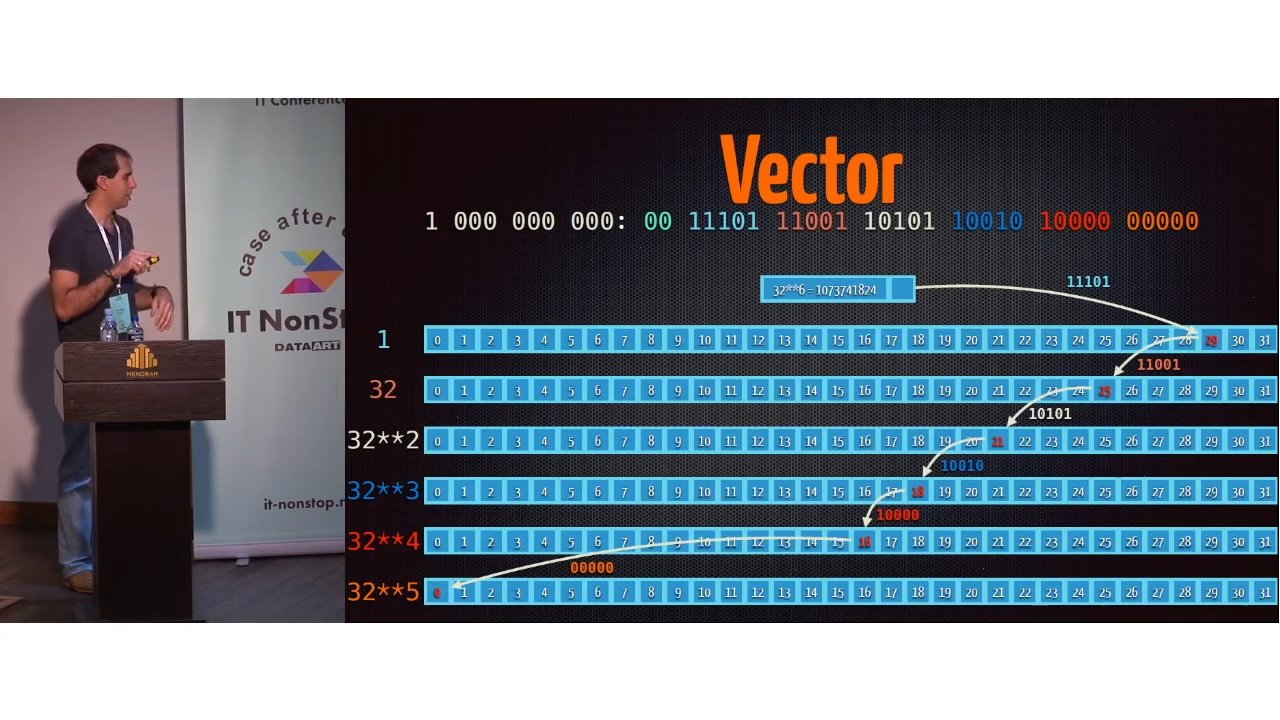 IT Conference
case after
IT NonSt
DATAART
it-nonstop.
MENORAH
Vector
1 000 000 000: 00 11101 11001 10101 10010 10000 00000
32**6 = 1073741824
11101
1 0 1 2 3 4 5 6 7 8 9 10 11 12 13 14 15 16 17 18 19 20 21 22 23 24 25 26 27 28 29 30 31
11001
32 0 1 2 3 4 5 6 7 8 9 10 11 12 13 14 15 16 17 18 19 20 21 22 23 24 25 26 27 28 29 30 31
10101
32**2 0 1 2 3 4 5 6 7 8 9 10 11 12 13 14 15 16 17 18 19 20 21 22 23 24 25 26 27 28 29 30 31
10010
32**3 0 1 2 3 4 5 6 7 8 9 10 11 12 13 14 15 16 17 18 19 20 21 22 23 24 25 26 27 28 29 30 31
10000
32**4 0 1 2 3 4 5 6 7 8 9 10 11 12 13 14 15 16 17 18 19 20 21 22 23 24 25 26 27 28 29 30 31
00000
32**5 0 1 2 3 4 5 6 7 8 9 10 11 12 13 14 15 16 17 18 19 20 21 22 23 24 25 26 27 28 29 30 31